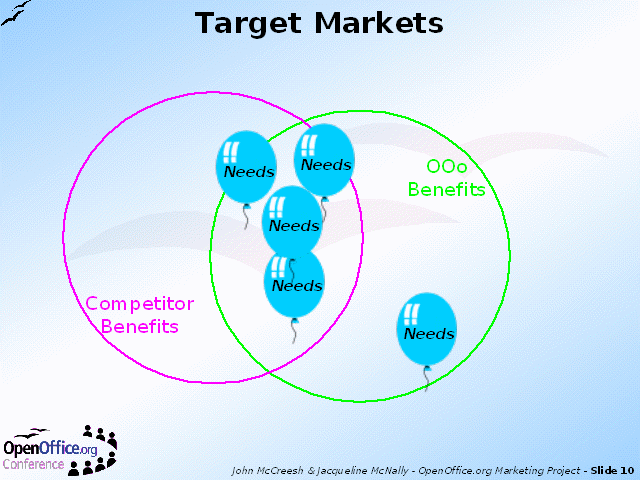 Target Markets
Needs
Needs
OOo
Benefits
Needs
Needs
Competitor
Benefits
Needs
OpenOffice.org
Conference
John McCreesh & Jacqueline McNally - OpenOffice.org Marketing Project - Slide 10